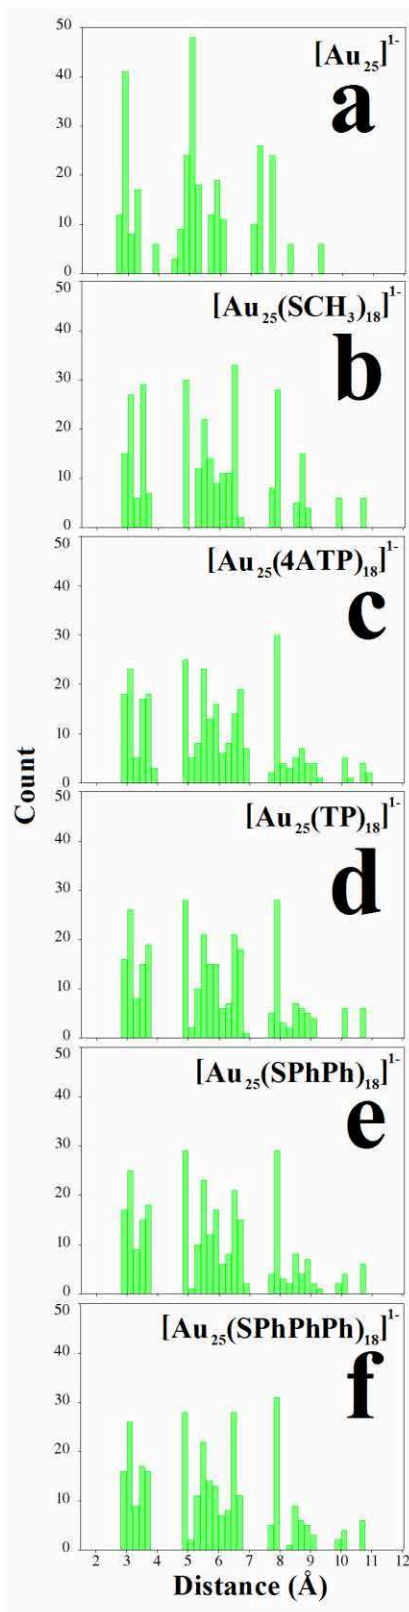 Count
50
40
30
20
10
0
[Au25]1-
a
50
40
30
20
10
0
[Au25(SCH3)18]1-
b
50
40
30
20
10
0
[Au25(4ATP)18]1-
c
50
40
30
20
10
0
[Au25(TP)18]1-
d
50
40
30
20
10
0
[Au25(SPhPh)18]1-
e
50
40
30
20
10
0
[Au25(SPhPhPh)18]1-
f
2 3 4 5 6 7 8 9 10 11 12
Distance (Å)